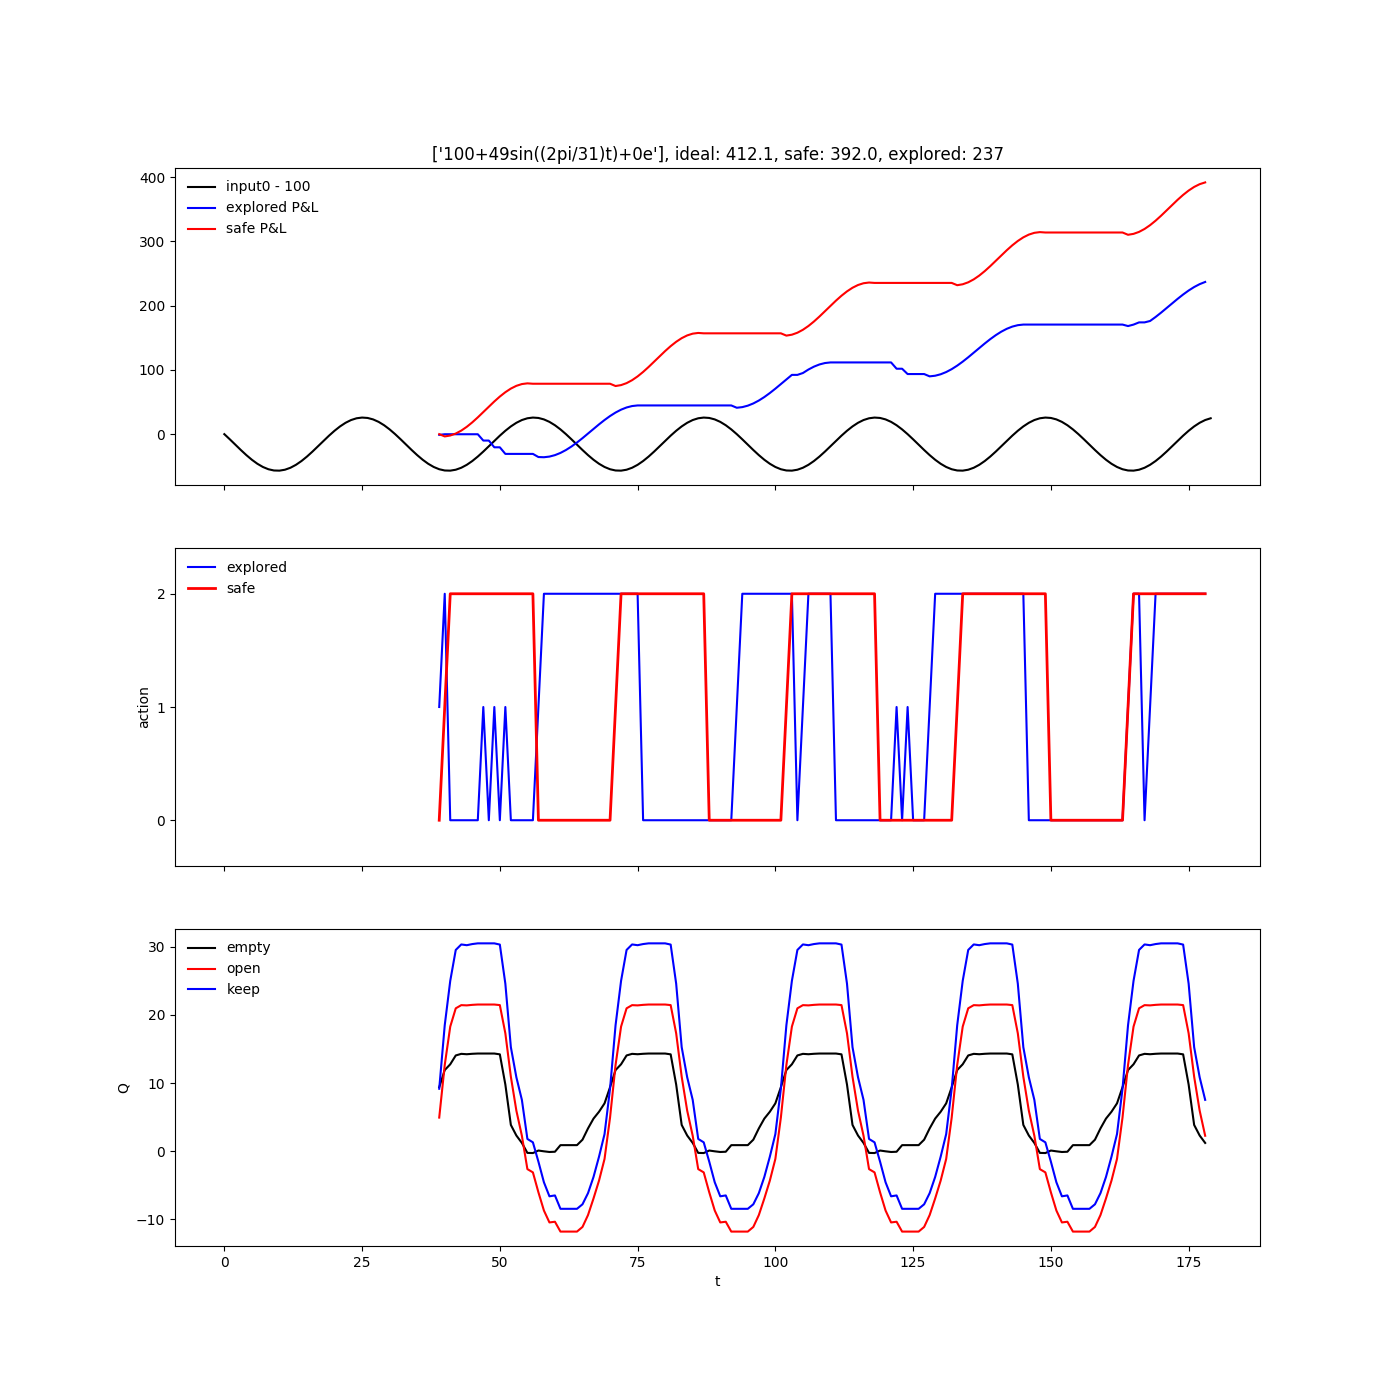 ['100+49sin((2pi/31)t)+0e'], ideal: 412.1, safe: 392.0, explored: 237
400
300
200
100
0
input0 - 100
explored P&L
safe P&L
action
2
1
0
explored
safe
Q
30
20
10
0
−10
empty
open
keep
0 25 50 75 100 125 150 175
t